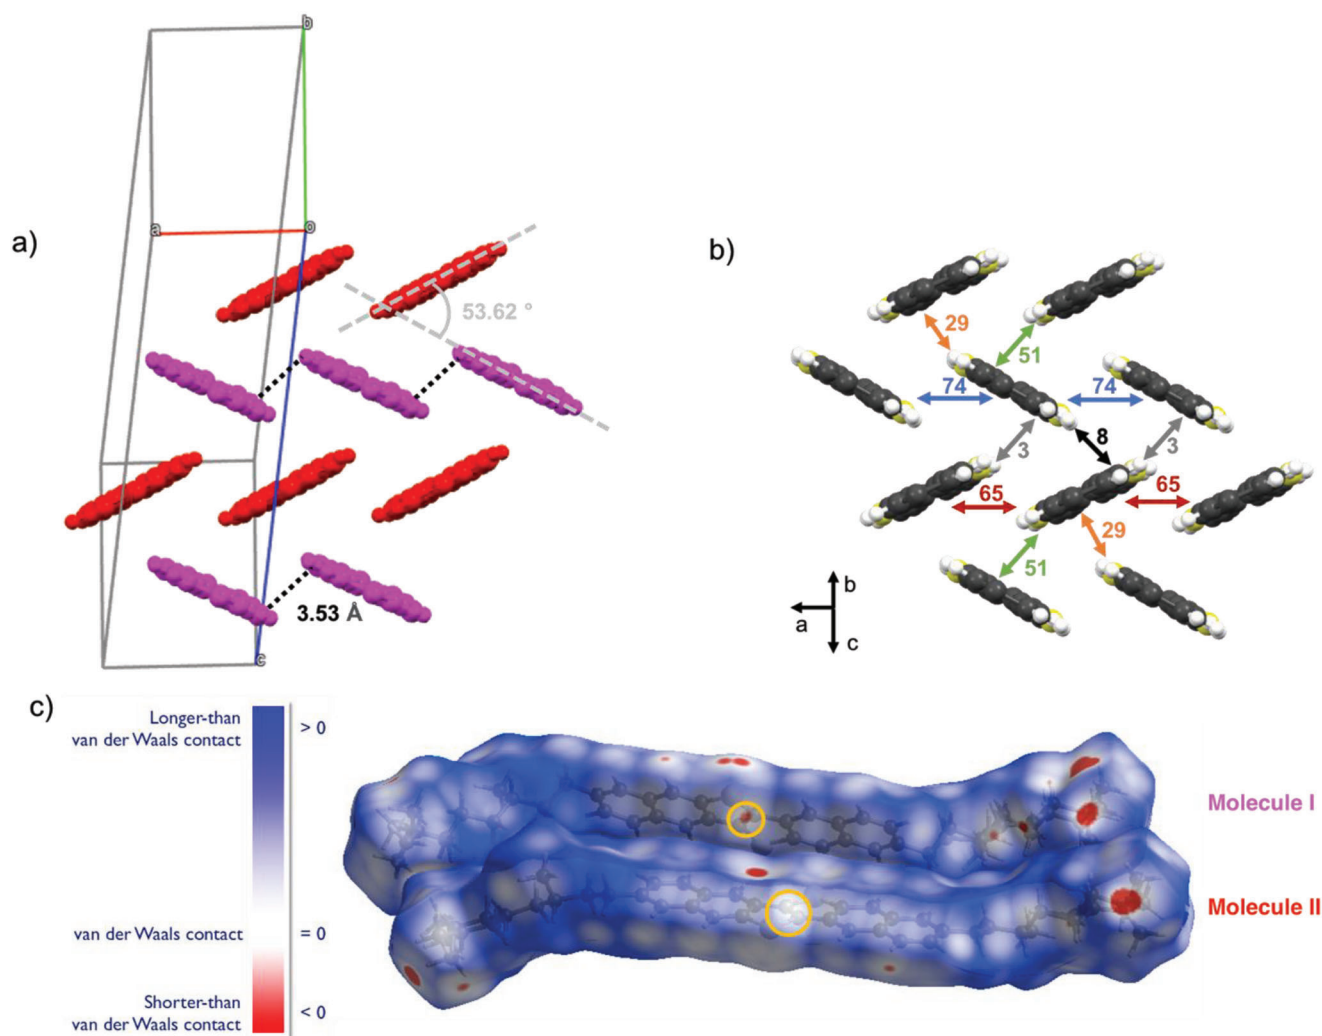 b
a)
a
o
53.62 °
3.53 Å
c
b)
29
51
74
74
8
3
3
65
65
29
51
b
a
c
c)
Longer-than
van der Waals contact
> 0
van der Waals contact
= 0
Shorter-than
van der Waals contact
< 0
Molecule I
Molecule II